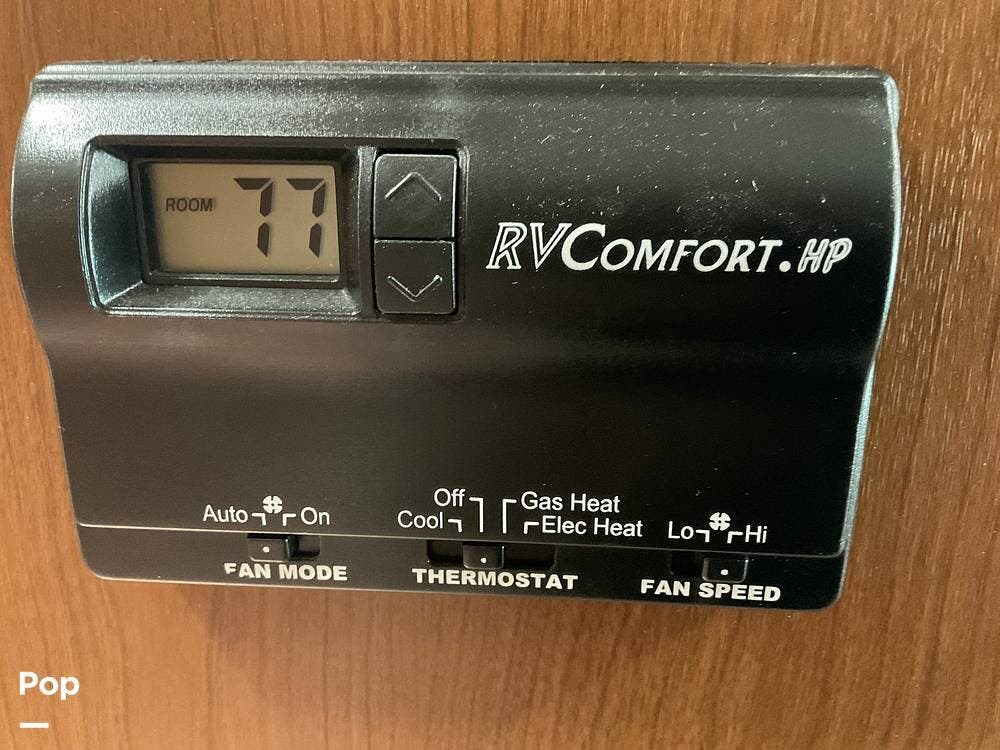 ROOM 77
RVCOMFORT.HP
Off Gas Heat
Auto On Cool Elec Heat Lo Hi
FAN MODE THERMOSTAT FAN SPEED
Pop